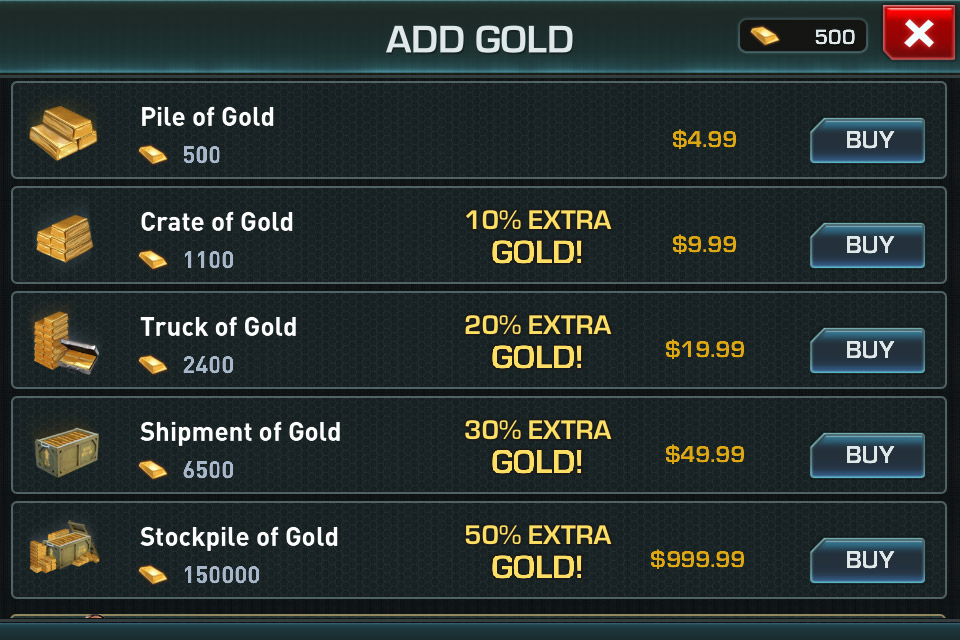 ADD GOLD
500
Pile of Gold
500
$4.99
BUY
Crate of Gold
1100
10% EXTRA
GOLD!
$9.99
BUY
Truck of Gold
2400
20% EXTRA
GOLD!
$19.99
BUY
Shipment of Gold
6500
30% EXTRA
GOLD!
$49.99
BUY
Stockpile of Gold
150000
50% EXTRA
GOLD!
$999.99
BUY